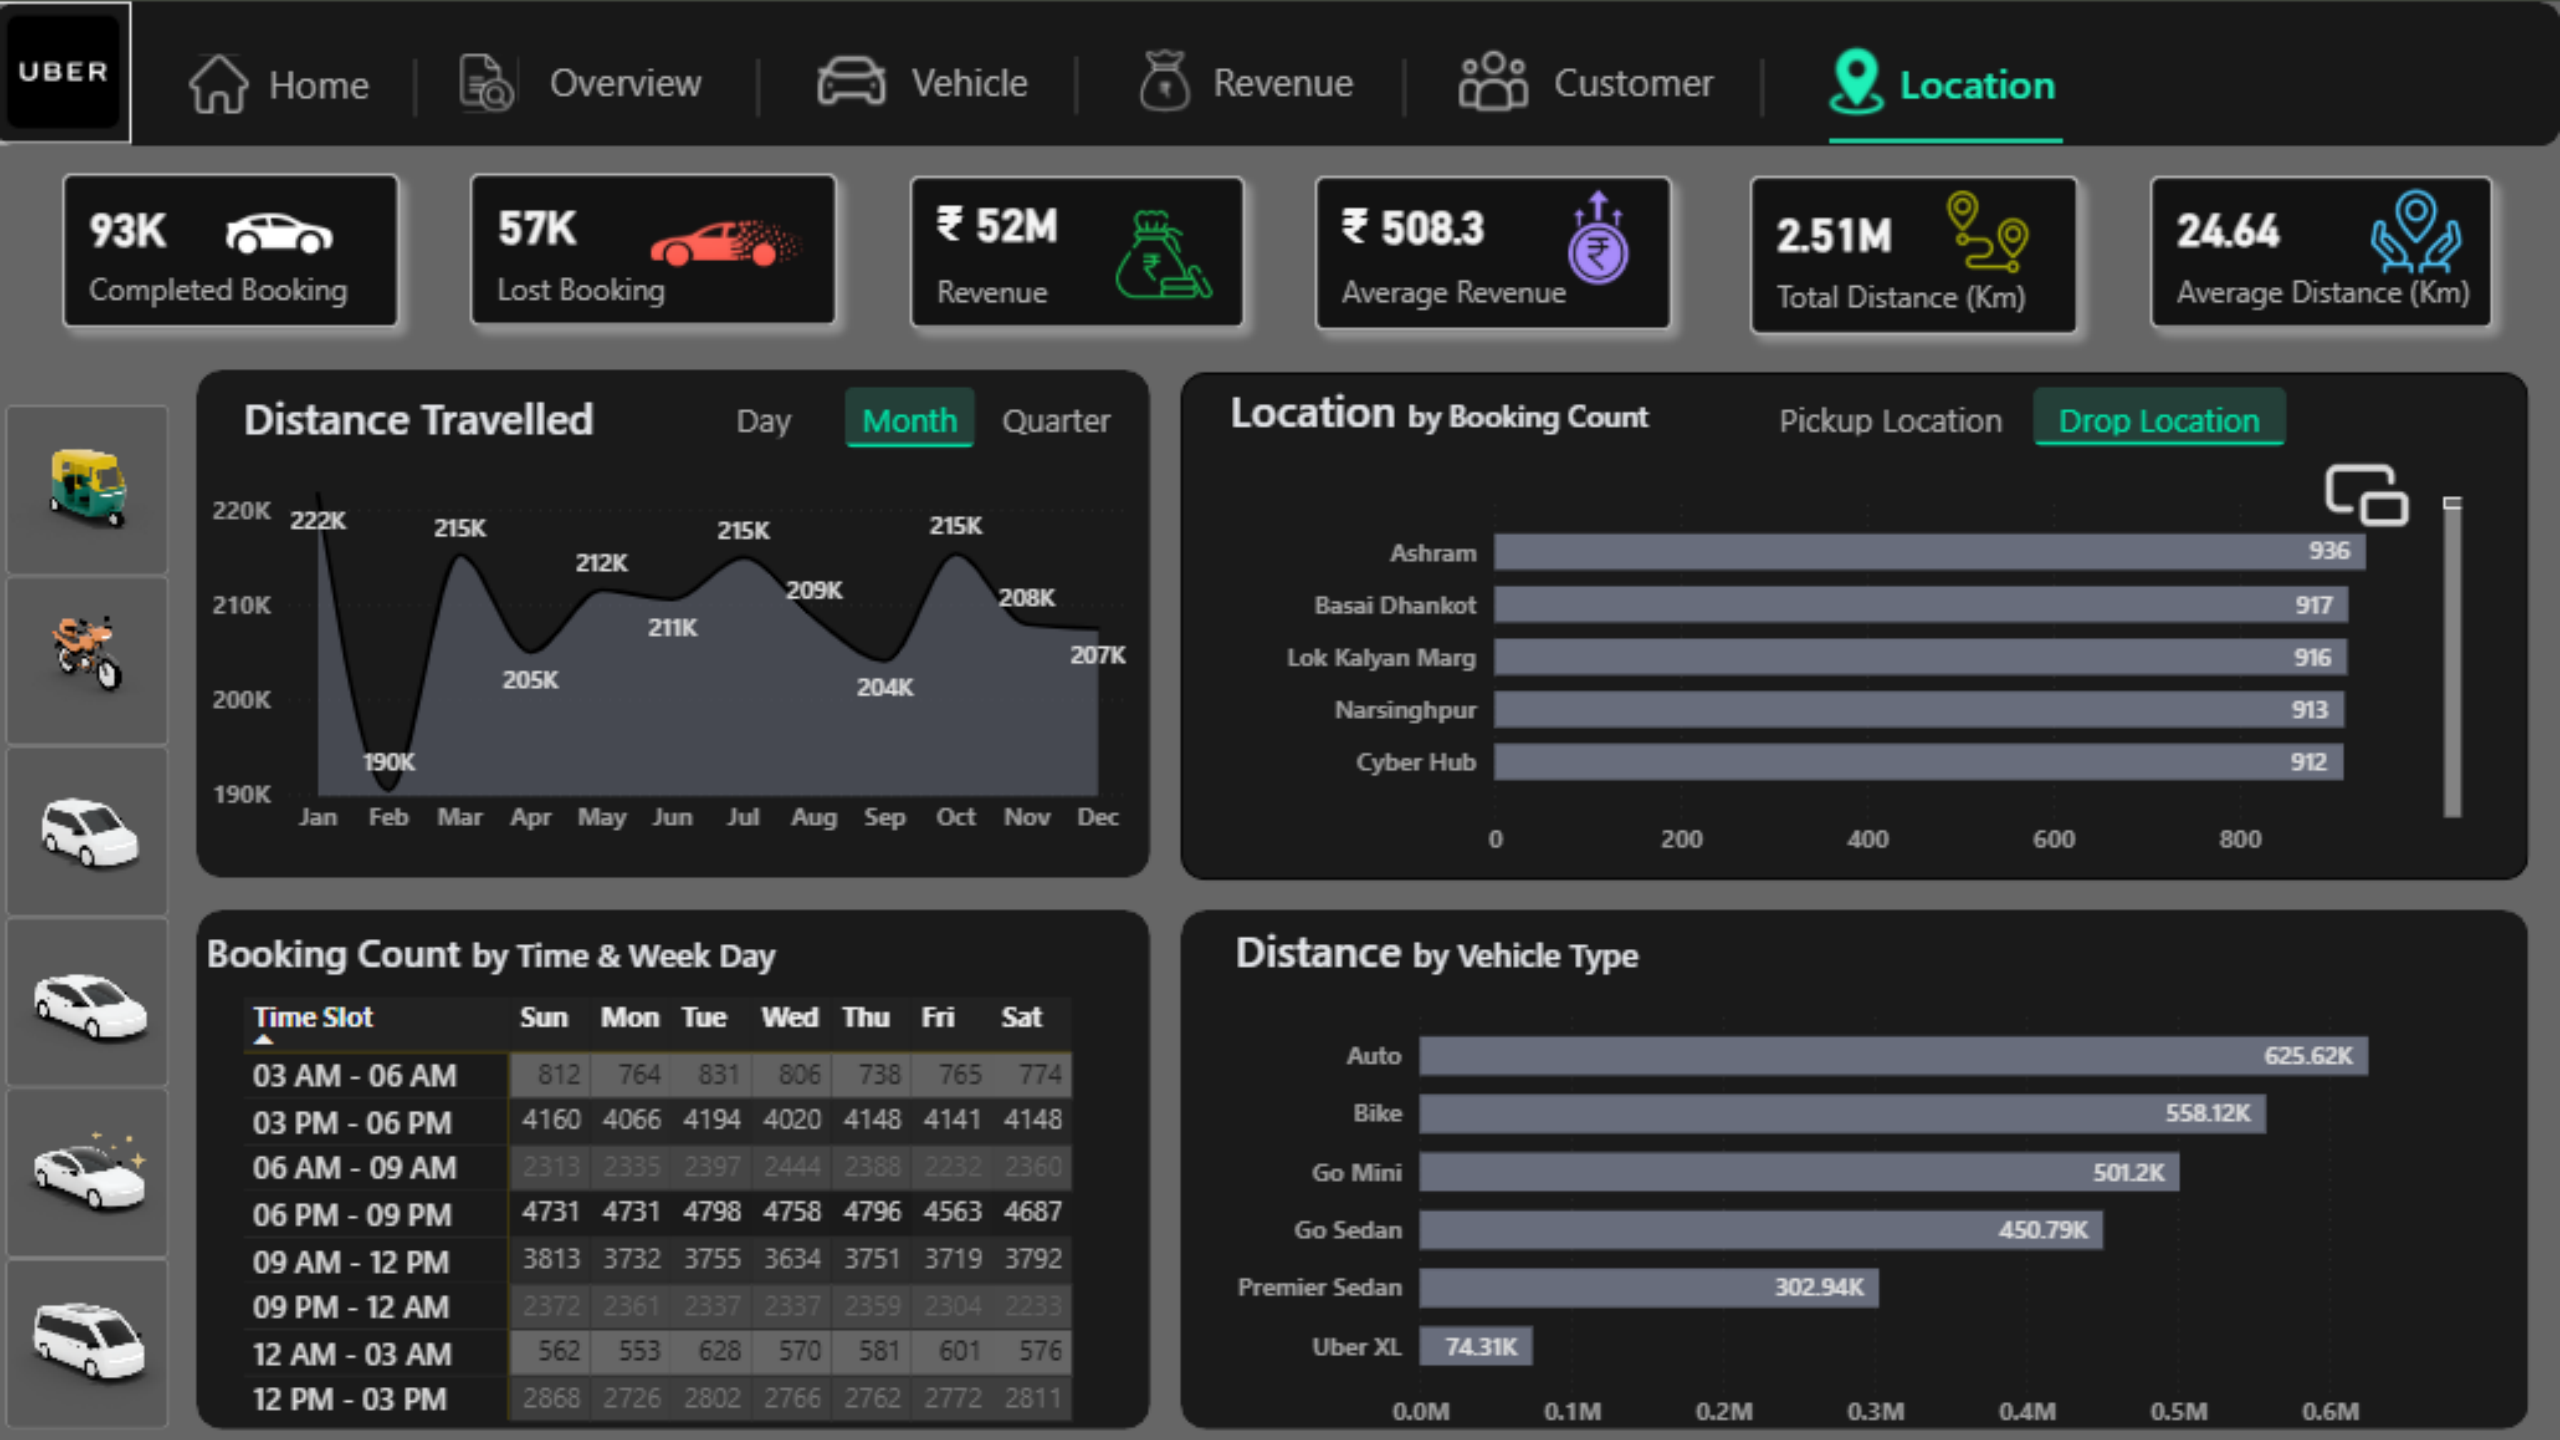 UBER
Home
Overview
Vehicle
Revenue
Customer
Location
93K
Completed Booking
57K
Lost Booking
₹ 52M
Revenue
₹ 508.3
Average Revenue
2.51M
Total Distance (Km)
24.64
Average Distance (Km)
Distance Travelled
Day
Month
Quarter
220K
210K
200K
190K
222K
190K
215K
205K
212K
211K
215K
209K
204K
215K
208K
207K
Jan Feb Mar Apr May Jun Jul Aug Sep Oct Nov Dec
Location by Booking Count
Pickup Location
Drop Location
Ashram 936
Basai Dhankot 917
Lok Kalyan Marg 916
Narsinghpur 913
Cyber Hub 912
0 200 400 600 800
Booking Count by Time & Week Day
Time Slot Sun Mon Tue Wed Thu Fri Sat
03 AM - 06 AM 812 764 831 806 738 765 774
03 PM - 06 PM 4160 4066 4194 4020 4148 4141 4148
06 AM - 09 AM 2313 2335 2397 2444 2388 2232 2360
06 PM - 09 PM 4731 4731 4798 4758 4796 4563 4687
09 AM - 12 PM 3813 3732 3755 3634 3751 3719 3792
09 PM - 12 AM 2372 2361 2337 2337 2359 2304 2233
12 AM - 03 AM 562 553 628 570 581 601 576
12 PM - 03 PM 2868 2726 2802 2766 2762 2772 2811
Distance by Vehicle Type
Auto 625.62K
Bike 558.12K
Go Mini 501.2K
Go Sedan 450.79K
Premier Sedan 302.94K
Uber XL 74.31K
0.0M 0.1M 0.2M 0.3M 0.4M 0.5M 0.6M